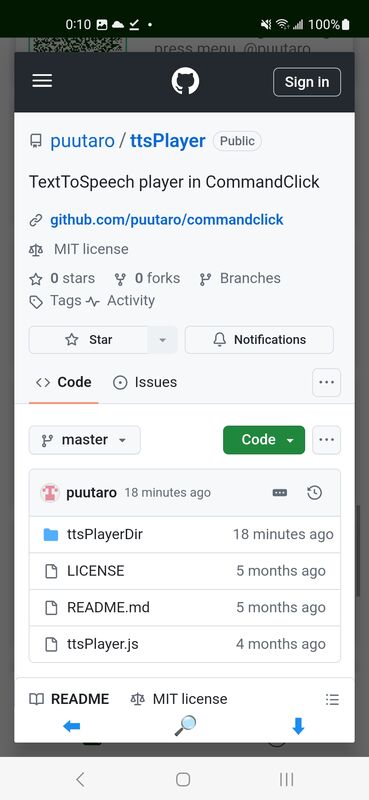 0:10
100%
press menu, @puutaro
Sign in
puutaro / ttsPlayer Public
TextToSpeech player in CommandClick
github.com/puutaro/commandclick
MIT license
0 stars 0 forks Branches
Tags Activity
Star Notifications
Code Issues
master Code
puutaro 18 minutes ago
ttsPlayerDir 18 minutes ago
LICENSE 5 months ago
README.md 5 months ago
ttsPlayer.js 4 months ago
README MIT license